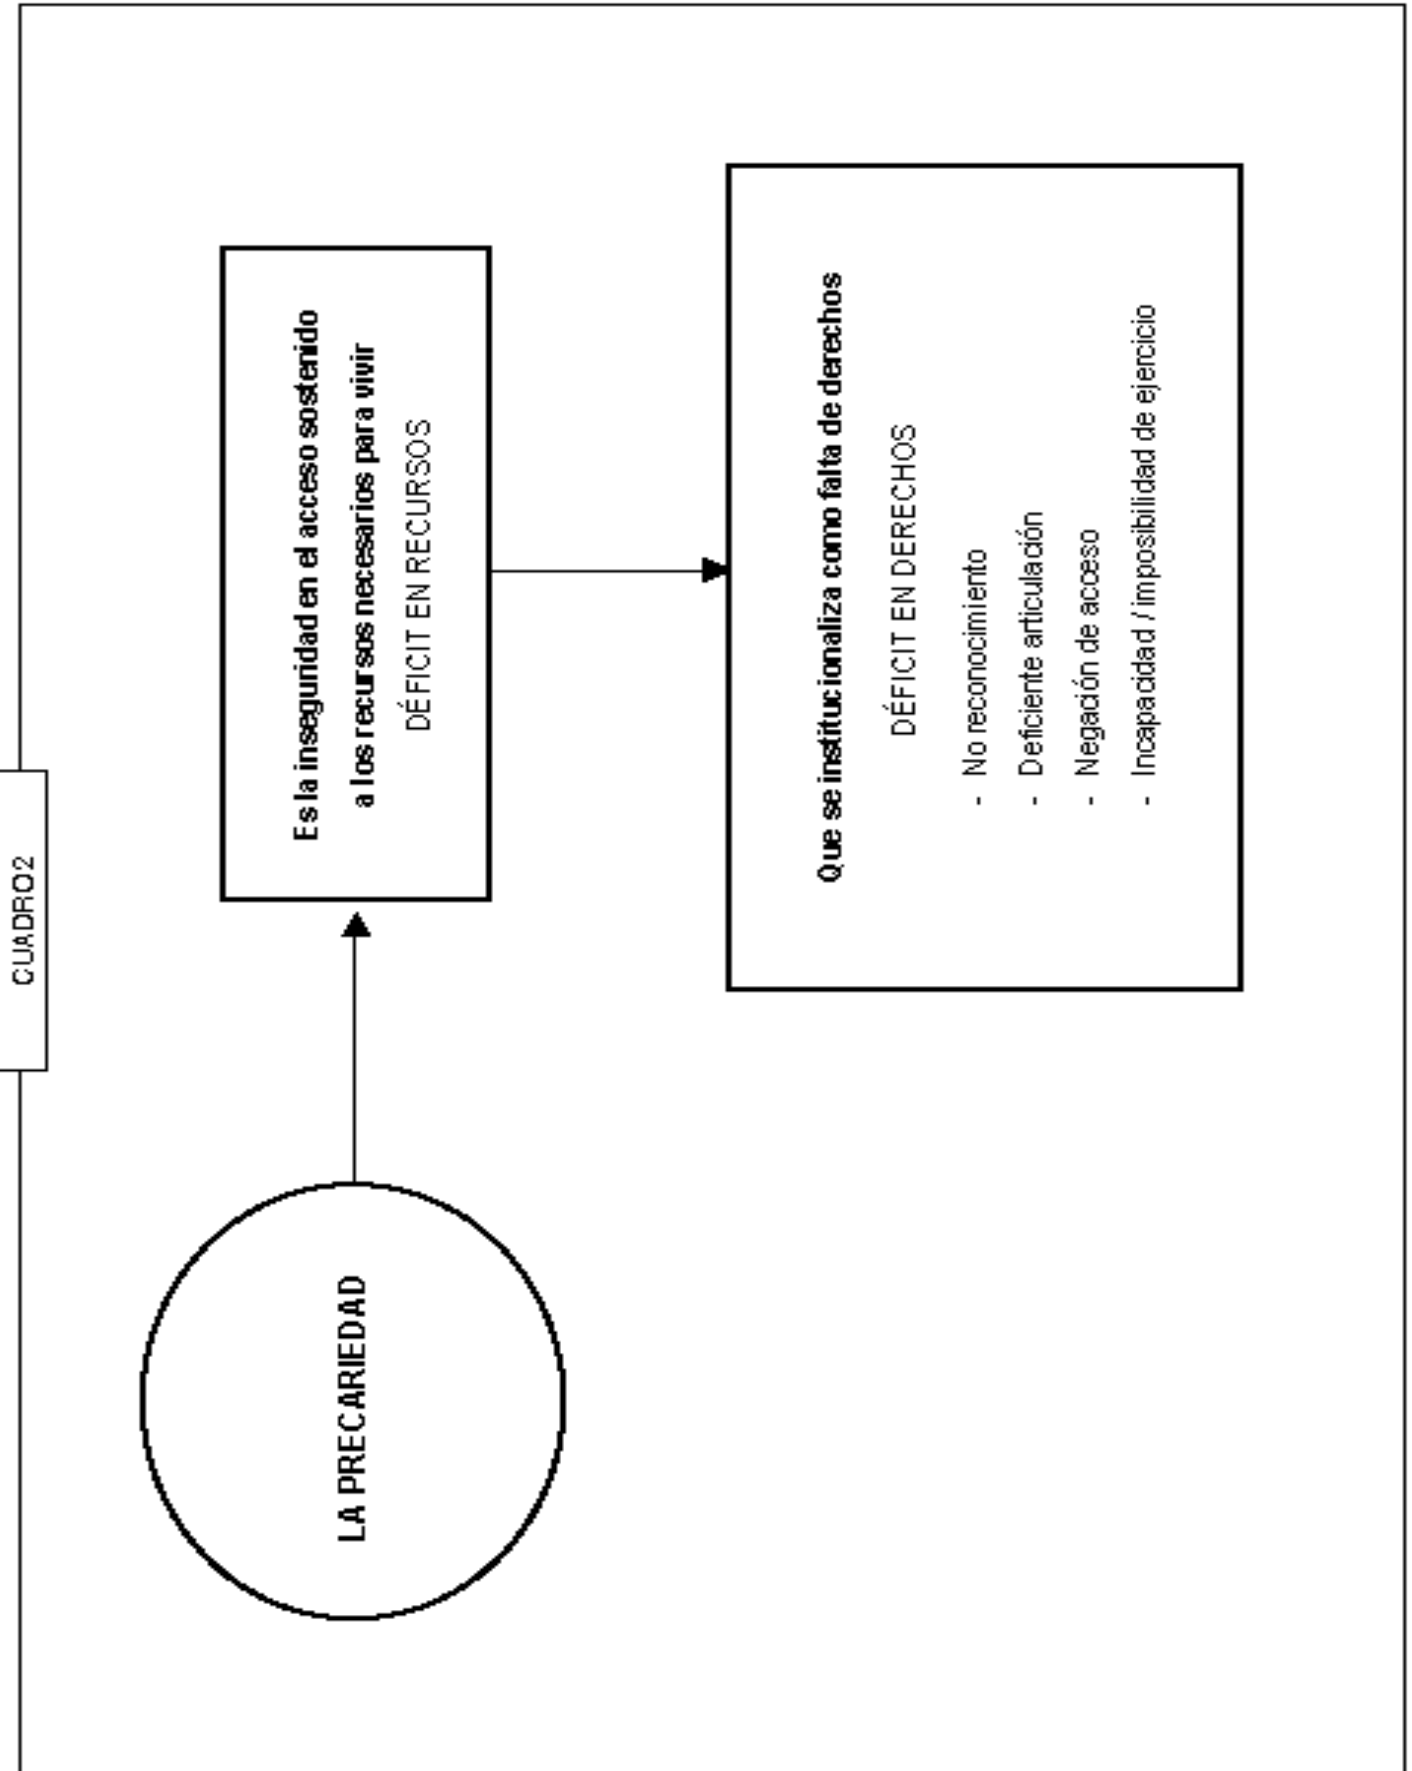 CUADRO2
LA PRECARIEDAD
Es la inseguridad en el acceso sostenido
a los recursos necesarios para vivir
DÉFICIT EN RECURSOS
Que se institucionaliza como falta de derechos
DÉFICIT EN DERECHOS
- No reconocimiento
- Deficiente articulación
- Negación de acceso
- Incapacidad / imposibilidad de ejercicio